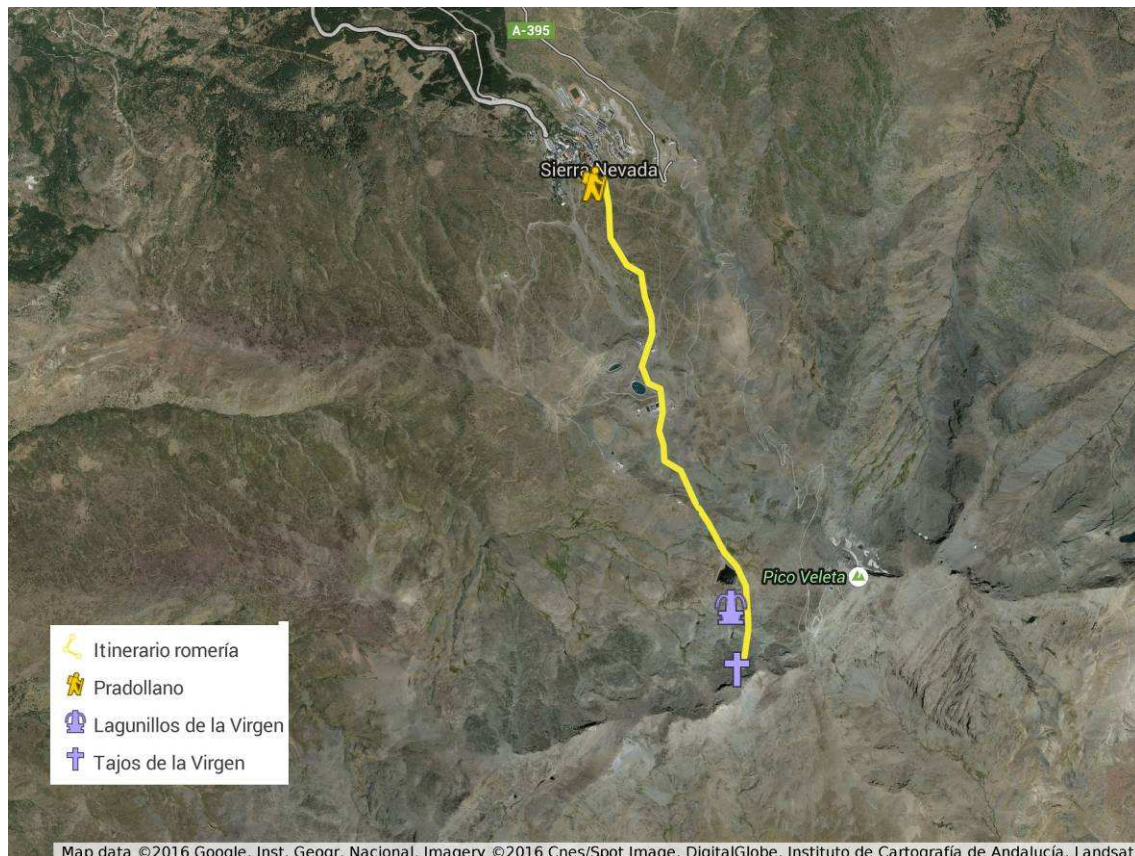 A-395
Sierra Nevada
Pico Veleta
Itinerario romería
Pradollano
Lagunillos de la Virgen
Tajos de la Virgen
Map data ©2016 Google, Inst. Geogr. Nacional, Imagery ©2016 Cnes/Spot Image, DigitalGlobe, Instituto de Cartografía de Andalucía, Landsat